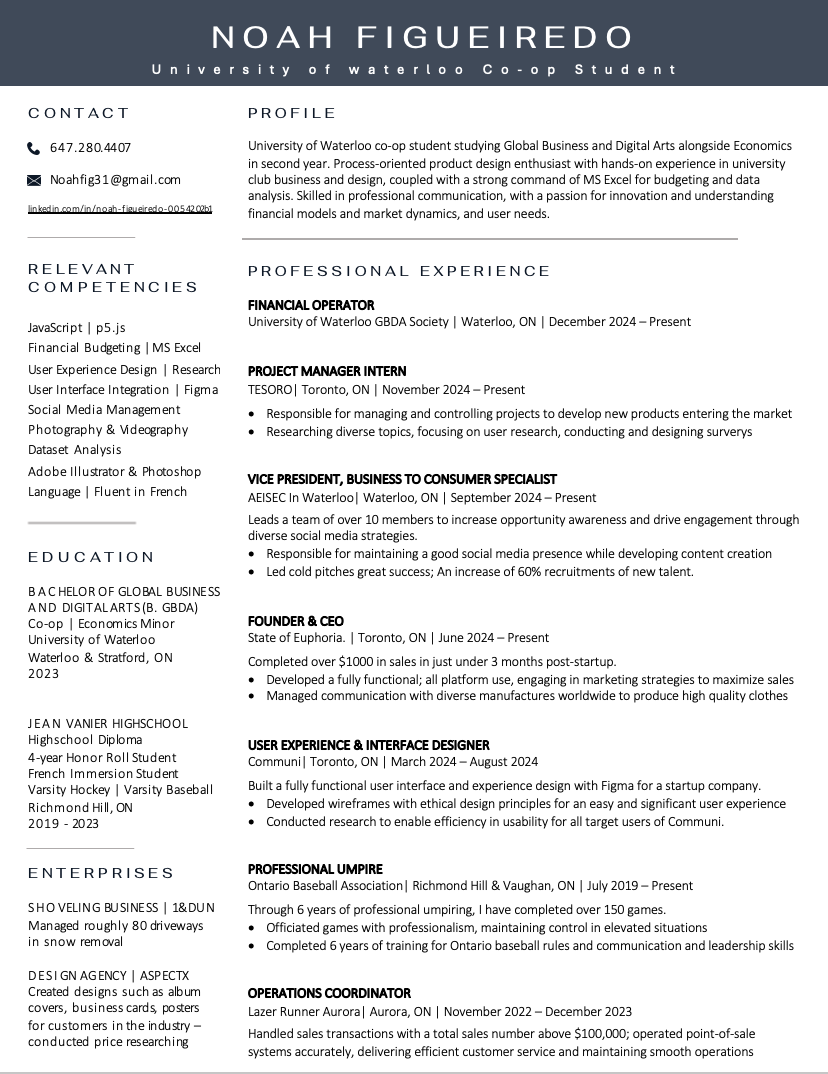 NOAH FIGUEIREDO
University of waterloo Co-op Student
CONTACT
647.280.4407
Noahfig31@gmail.com
linkedin.com/in/noah-figueiredo-0054202b1
RELEVANT
COMPETENCIES
JavaScript | p5.js
Financial Budgeting | MS Excel
User Experience Design | Research
User Interface Integration | Figma
Social Media Management
Photography & Videography
Dataset Analysis
Adobe Illustrator & Photoshop
Language | Fluent in French
EDUCATION
BACHELOR OF GLOBAL BUSINESS
AND DIGITAL ARTS (B. GBDA)
Co-op | Economics Minor
University of Waterloo
Waterloo & Stratford, ON
2023
JEAN VANIER HIGHSCHOOL
Highschool Diploma
4-year Honor Roll Student
French Immersion Student
Varsity Hockey | Varsity Baseball
Richmond Hill, ON
2019 - 2023
ENTERPRISES
SHOVELING BUSINESS | 1&DUN
Managed roughly 80 driveways
in snow removal
DESIGN AGENCY | ASPECTX
Created designs such as album
covers, business cards, posters
for customers in the industry –
conducted price researching
PROFILE
University of Waterloo co-op student studying Global Business and Digital Arts alongside Economics
in second year. Process-oriented product design enthusiast with hands-on experience in university
club business and design, coupled with a strong command of MS Excel for budgeting and data
analysis. Skilled in professional communication, with a passion for innovation and understanding
financial models and market dynamics, and user needs.
PROFESSIONAL EXPERIENCE
FINANCIAL OPERATOR
University of Waterloo GBDA Society | Waterloo, ON | December 2024 – Present
PROJECT MANAGER INTERN
TESORO| Toronto, ON | November 2024 – Present
• Responsible for managing and controlling projects to develop new products entering the market
• Researching diverse topics, focusing on user research, conducting and designing surverys
VICE PRESIDENT, BUSINESS TO CONSUMER SPECIALIST
AEISEC In Waterloo| Waterloo, ON | September 2024 – Present
Leads a team of over 10 members to increase opportunity awareness and drive engagement through
diverse social media strategies.
• Responsible for maintaining a good social media presence while developing content creation
• Led cold pitches great success; An increase of 60% recruitments of new talent.
FOUNDER & CEO
State of Euphoria. | Toronto, ON | June 2024 – Present
Completed over $1000 in sales in just under 3 months post-startup.
• Developed a fully functional; all platform use, engaging in marketing strategies to maximize sales
• Managed communication with diverse manufactures worldwide to produce high quality clothes
USER EXPERIENCE & INTERFACE DESIGNER
Communi| Toronto, ON | March 2024 – August 2024
Built a fully functional user interface and experience design with Figma for a startup company.
• Developed wireframes with ethical design principles for an easy and significant user experience
• Conducted research to enable efficiency in usability for all target users of Communi.
PROFESSIONAL UMPIRE
Ontario Baseball Association| Richmond Hill & Vaughan, ON | July 2019 – Present
Through 6 years of professional umpiring, I have completed over 150 games.
• Officiated games with professionalism, maintaining control in elevated situations
• Completed 6 years of training for Ontario baseball rules and communication and leadership skills
OPERATIONS COORDINATOR
Lazer Runner Aurora| Aurora, ON | November 2022 – December 2023
Handled sales transactions with a total sales number above $100,000; operated point-of-sale
systems accurately, delivering efficient customer service and maintaining smooth operations